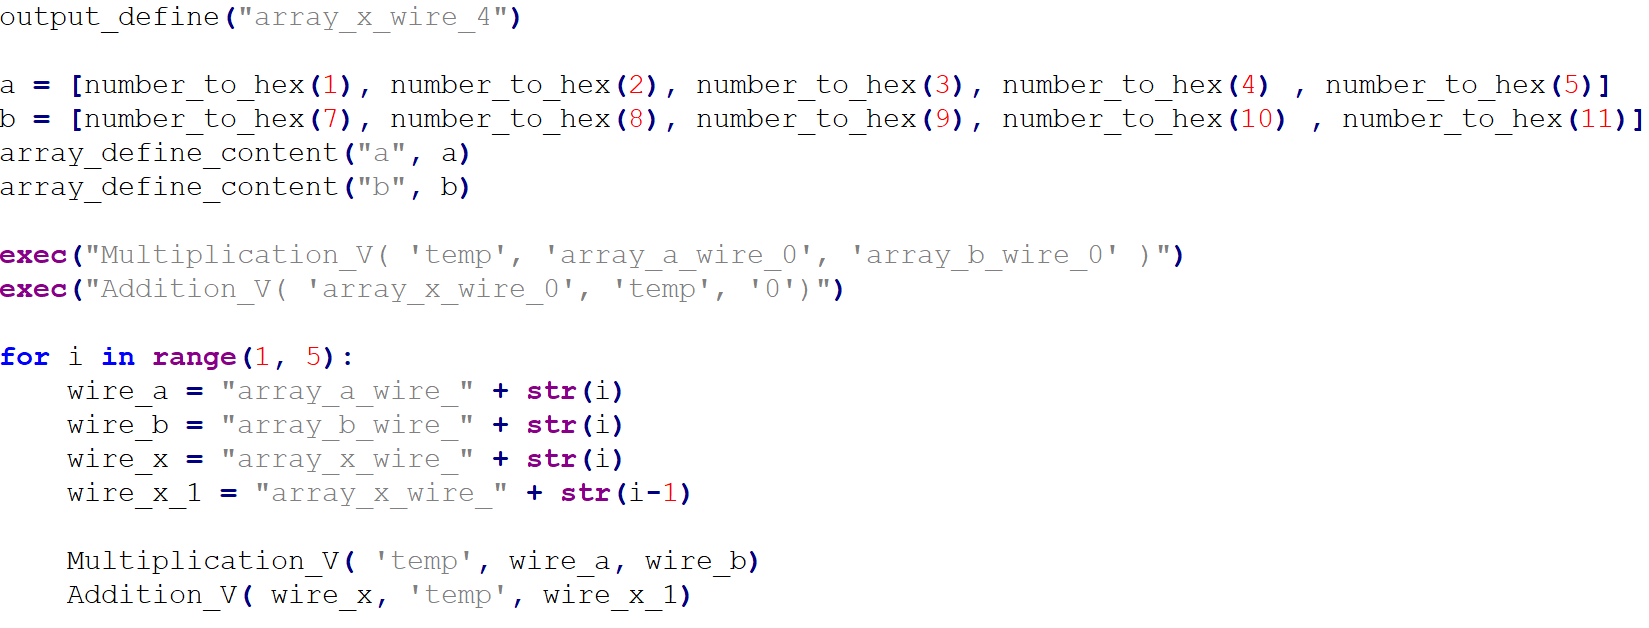 output_define("array_x_wire_4")
a = [number_to_hex(1), number_to_hex(2), number_to_hex(3), number_to_hex(4) , number_to_hex(5)]
b = [number_to_hex(7), number_to_hex(8), number_to_hex(9), number_to_hex(10) , number_to_hex(11)]
array_define_content("a", a)
array_define_content("b", b)
exec("Multiplication_V( 'temp', 'array_a_wire_0', 'array_b_wire_0' )")
exec("Addition_V( 'array_x_wire_0', 'temp', '0')")
for i in range(1, 5):
    wire_a = "array_a_wire_" + str(i)
    wire_b = "array_b_wire_" + str(i)
    wire_x = "array_x_wire_" + str(i)
    wire_x_1 = "array_x_wire_" + str(i-1)
    Multiplication_V( 'temp', wire_a, wire_b)
    Addition_V( wire_x, 'temp', wire_x_1)